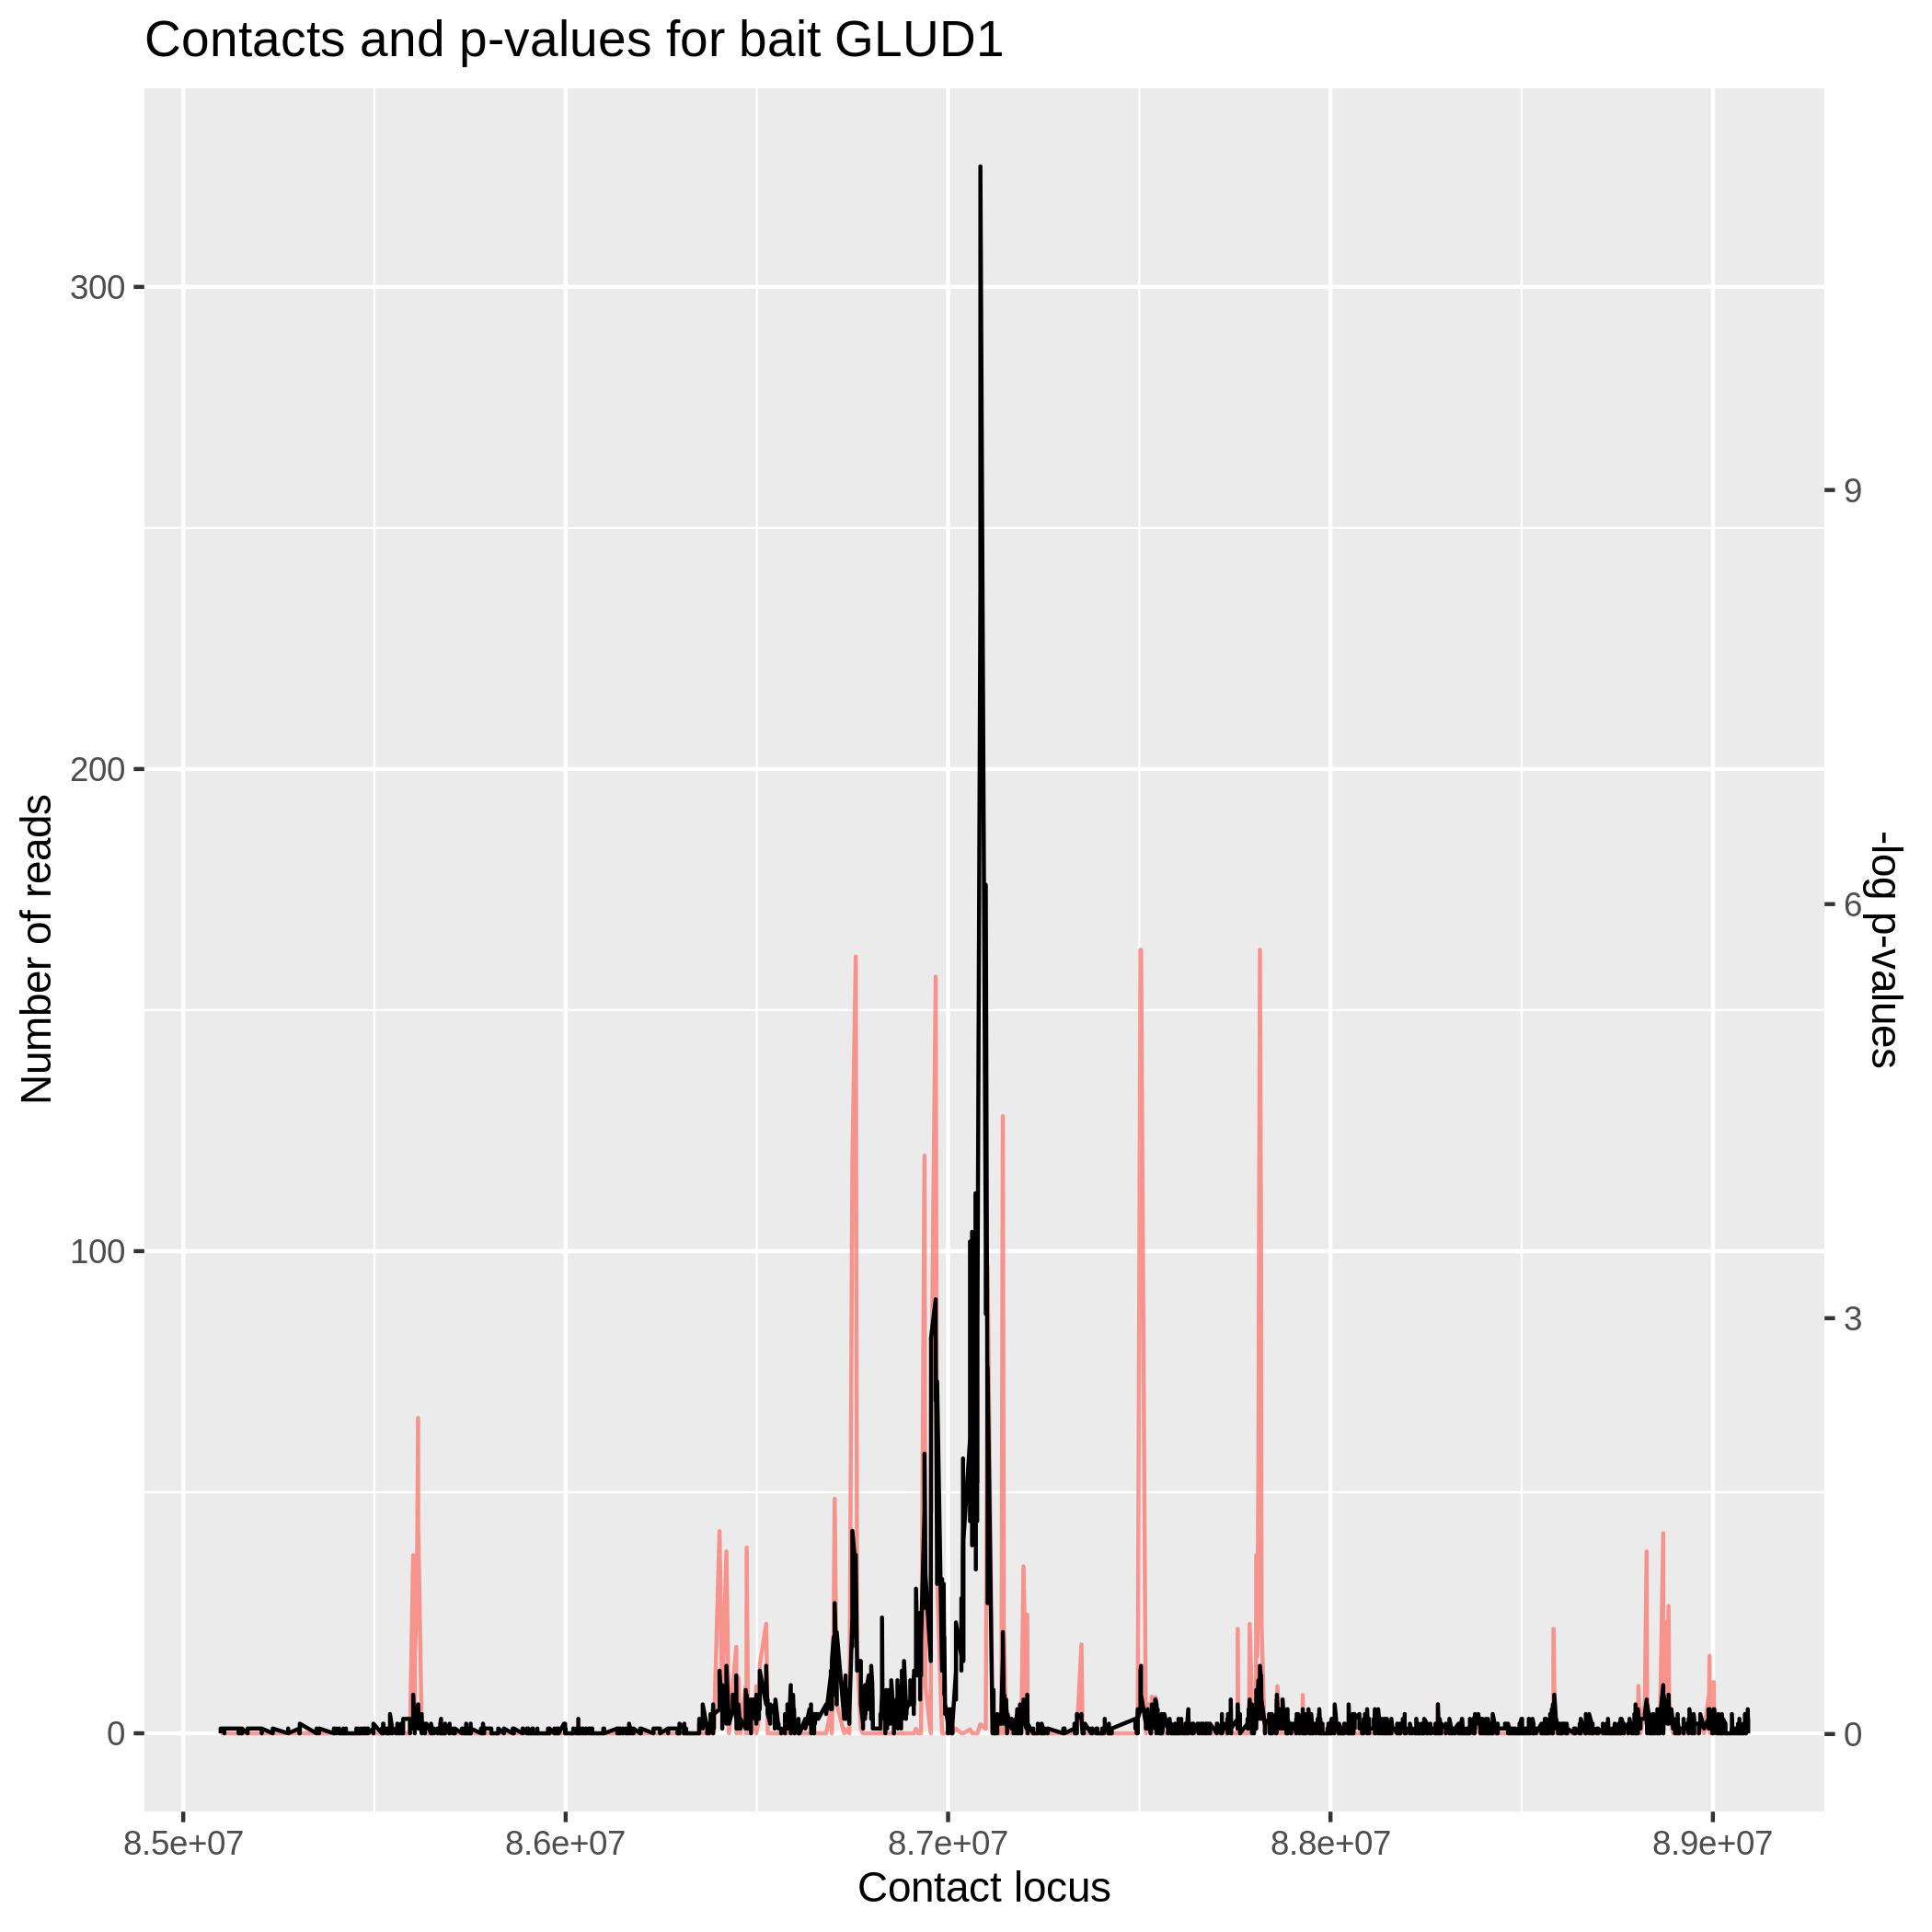 Contacts and p-values for bait GLUD1
300
200
100
0
Number of reads
9
6
3
0
-log p-values
8.5e+07 8.6e+07 8.7e+07 8.8e+07 8.9e+07
Contact locus